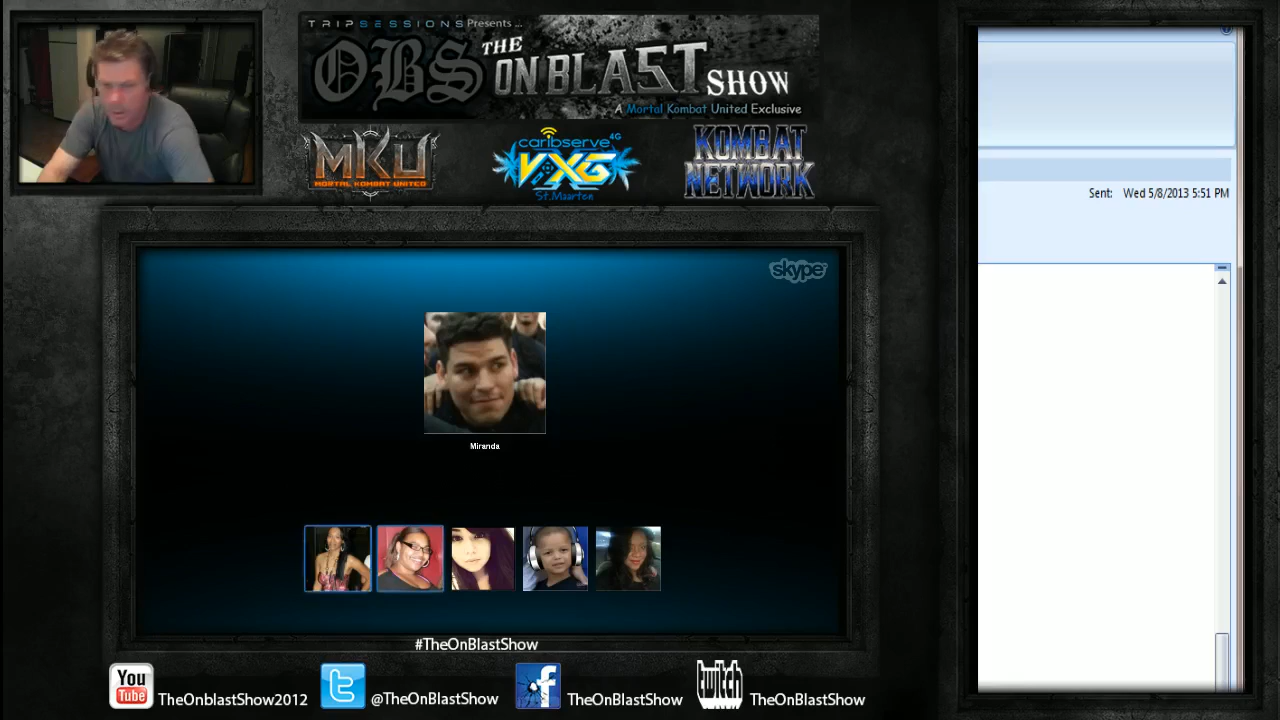 TRIPSESSIONS Presents ...
OBS THE ON BLAST SHOW
A Mortal Kombat United Exclusive
MKU
MORTAL KOMBAT UNITED
caribserve 4G
VXG
St.Maarten
KOMBAT
NETWORK
Sent: Wed 5/8/2013 5:51 PM
skype
Miranda
#TheOnBlastShow
You
Tube
TheOnblastShow2012
t
@TheOnBlastShow
f
TheOnBlastShow
twitch
TheOnBlastShow